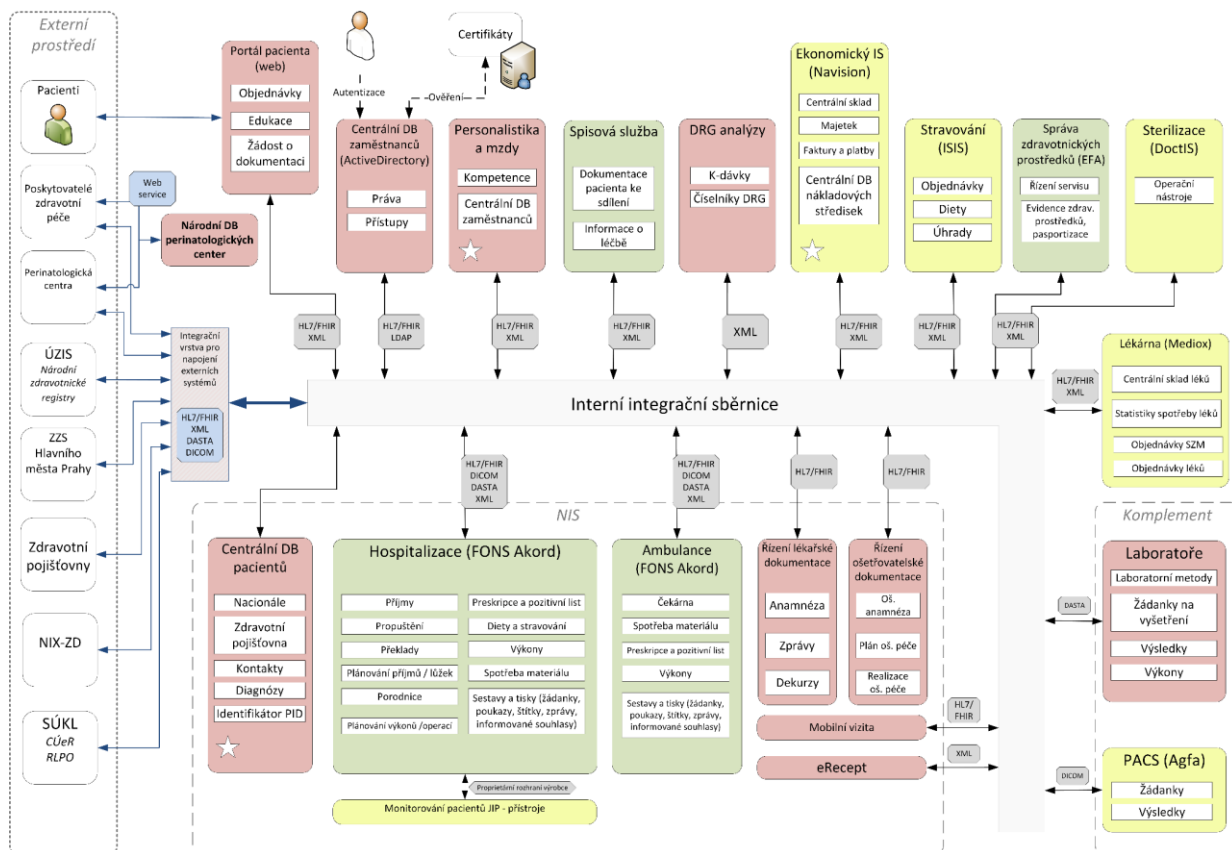 Externí
prostředí
Pacienti
Poskytovatelé
zdravotní
péče
Perinatologická
centra
ÚZIS
Národní
zdravotnické
registry
ZZS
Hlavního
města Prahy
Zdravotní
pojišťovny
NIX-ZD
SÚKL
CÚeR
RLPO
Web
service
Národní DB
perinatologických
center
Integrační
vrstva pro
napojení
externích
systémů
HL7/FHIR
XML
DASTA
DICOM
Portál pacienta
(web)
Objednávky
Edukace
Žádost o
dokumentaci
Autentizace
Ověření
Certifikáty
Centrální DB
zaměstnanců
(ActiveDirectory)
Práva
Přístupy
Personalistika
a mzdy
Kompetence
Centrální DB
zaměstnanců
Spisová služba
Dokumentace
pacienta ke
sdílení
Informace o
léčbě
DRG analýzy
K-dávky
Číselníky DRG
Ekonomický IS
(Navision)
Centrální sklad
Majetek
Faktury a platby
Centrální DB
nákladových
středisek
Stravování
(ISIS)
Objednávky
Diety
Úhrady
Správa
zdravotnických
prostředků (EFA)
Řízení servisu
Evidence zdrav.
prostředků,
pasportizace
Sterilizace
(DoctIS)
Operační
nástroje
HL7/FHIR
XML
HL7/FHIR
LDAP
HL7/FHIR
XML
HL7/FHIR
XML
XML
HL7/FHIR
XML
HL7/FHIR
XML
HL7/FHIR
XML
Interní integrační sběrnice
HL7/FHIR
XML
Lékárna (Mediox)
Centrální sklad léků
Statistiky spotřeby léků
Objednávky SZM
Objednávky léků
HL7/FHIR
DICOM
DASTA
XML
HL7/FHIR
DICOM
DASTA
XML
HL7/FHIR
HL7/FHIR
NIS
Centrální DB
pacientů
Nacionále
Zdravotní
pojišťovna
Kontakty
Diagnózy
Identifikátor PID
Hospitalizace (FONS Akord)
Příjmy
Propuštění
Překlady
Plánování příjmů / lůžek
Porodnice
Plánování výkonů /operací
Preskripce a pozitivní list
Diety a stravování
Výkony
Spotřeba materiálu
Sestavy a tisky (žádanky,
poukazy, štítky, zprávy,
informované souhlasy)
Proprietární rozhraní výrobce
Monitorování pacientů JIP - přístroje
Ambulance
(FONS Akord)
Čekárna
Spotřeba materiálu
Preskripce a pozitivní list
Výkony
Sestavy a tisky (žádanky,
poukazy, štítky, zprávy,
informované souhlasy)
Řízení lékařské
dokumentace
Anamnéza
Zprávy
Dekurzy
Řízení
ošetřovatelské
dokumentace
Oš.
anamnéza
Plán oš. péče
Realizace
oš. péče
Mobilní vizita
HL7/
FHIR
eRecept
XML
Komplement
DASTA
Laboratoře
Laboratorní metody
Žádanky na
vyšetření
Výsledky
Výkony
DICOM
PACS (Agfa)
Žádanky
Výsledky